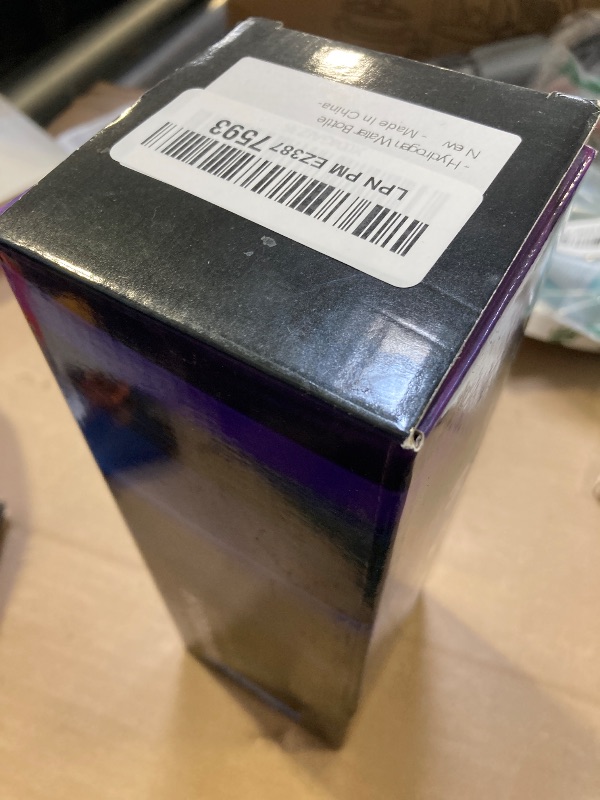 LPN PM EZ387 7593
- Hydrogen Water Bottle
N ew - Made In China-